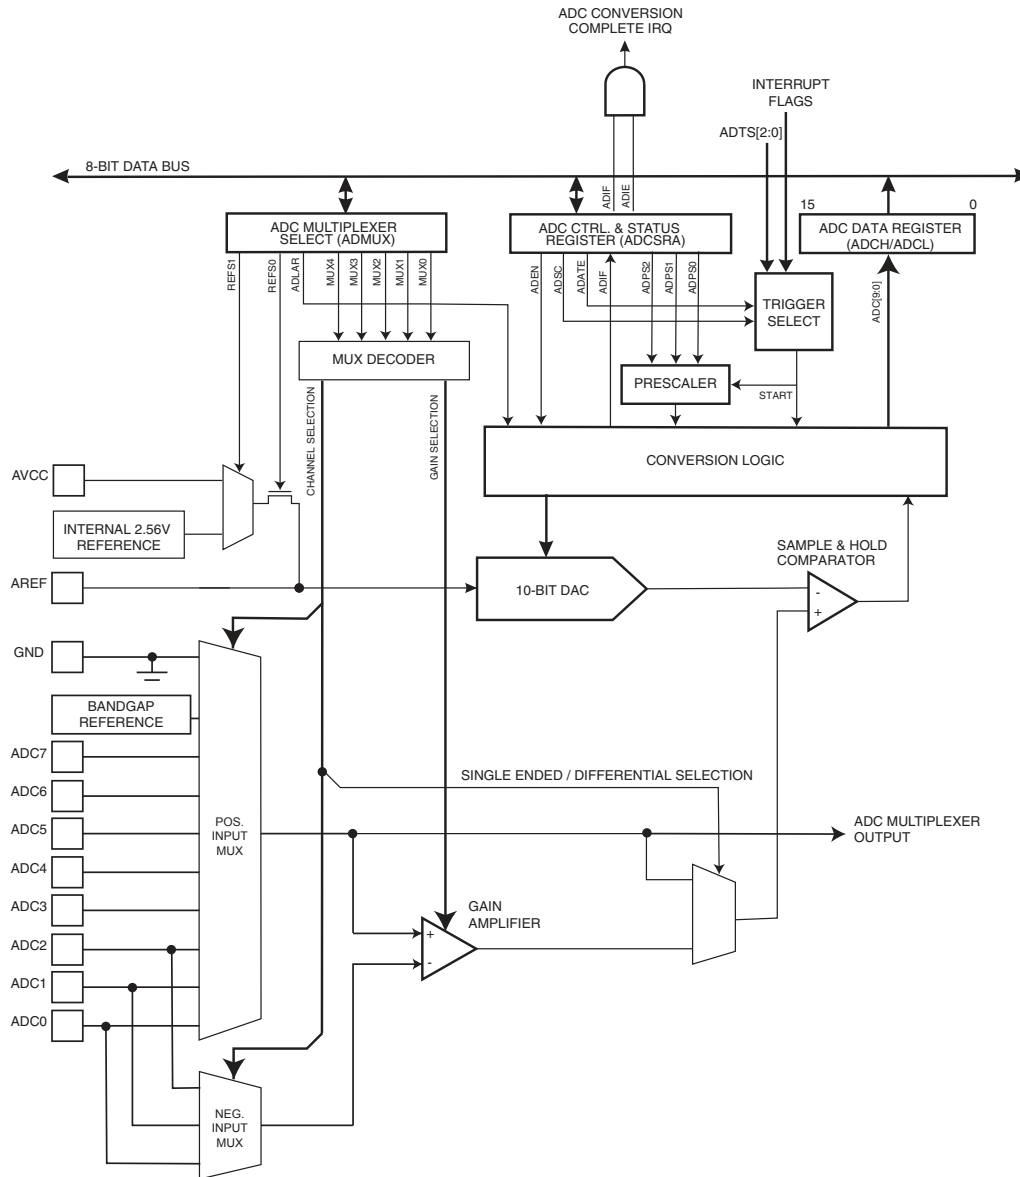 ADC CONVERSION
COMPLETE IRQ
INTERRUPT
FLAGS
ADTS[2:0]
8-BIT DATA BUS
ADIF
ADIE
15
0
ADC MULTIPLEXER
SELECT (ADMUX)
ADC CTRL. & STATUS
REGISTER (ADCSRA)
ADC DATA REGISTER
(ADCH/ADCL)
REFS1
REFS0
ADLAR
MUX4
MUX3
MUX2
MUX1
MUX0
ADEN
ADSC
ADATE
ADIF
ADPS2
ADPS1
ADPS0
ADC[9:0]
TRIGGER
SELECT
MUX DECODER
PRESCALER
START
CHANNEL SELECTION
GAIN SELECTION
CONVERSION LOGIC
AVCC
INTERNAL 2.56V
REFERENCE
SAMPLE & HOLD
COMPARATOR
AREF
10-BIT DAC
-
+
GND
BANDGAP
REFERENCE
ADC7
SINGLE ENDED / DIFFERENTIAL SELECTION
ADC6
ADC5
POS.
INPUT
MUX
ADC MULTIPLEXER
OUTPUT
ADC4
ADC3
GAIN
AMPLIFIER
+
-
ADC2
ADC1
ADC0
NEG.
INPUT
MUX